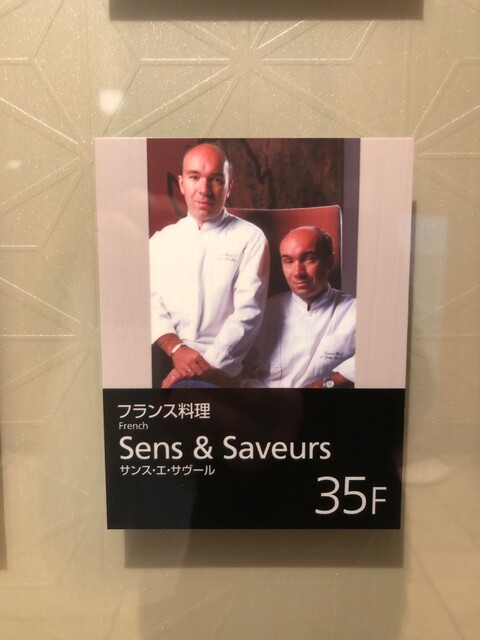 フランス料理
French
Sens & Saveurs
サンス・エ・サヴール
35F